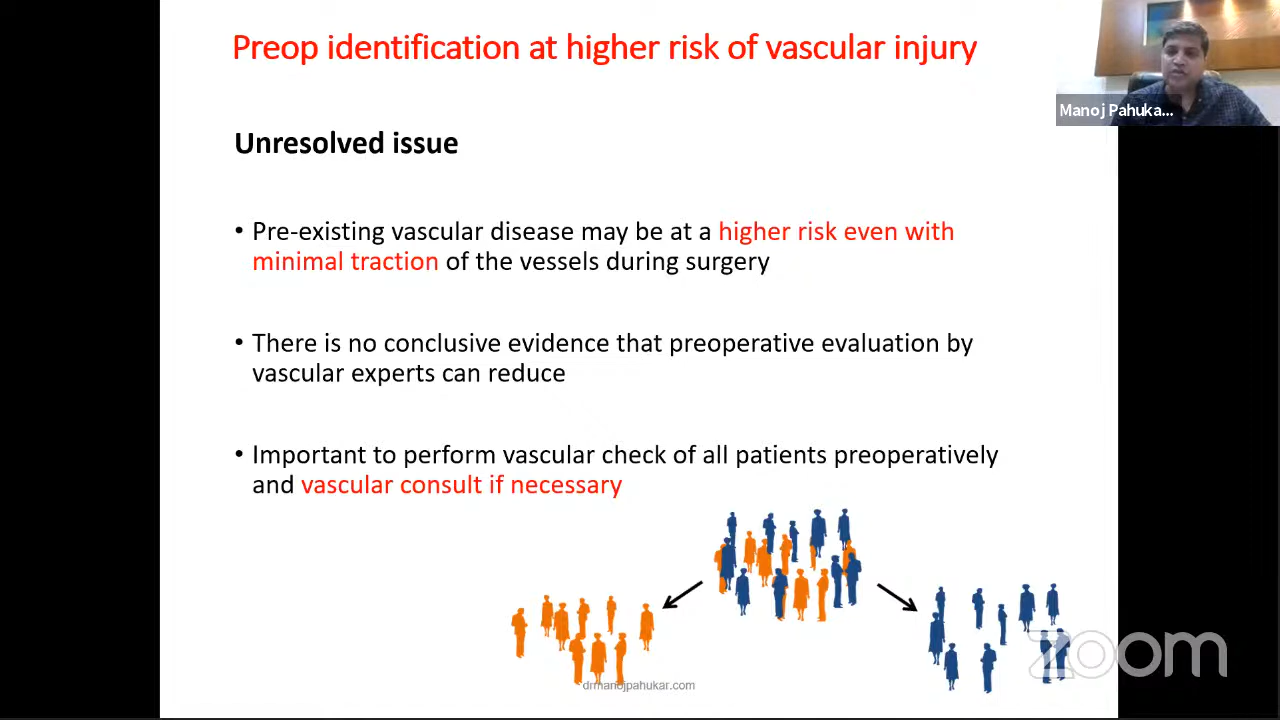 Preop identification at higher risk of vascular injury
Manoj Pahuka...
Unresolved issue
• Pre-existing vascular disease may be at a higher risk even with
minimal traction of the vessels during surgery
• There is no conclusive evidence that preoperative evaluation by
vascular experts can reduce
• Important to perform vascular check of all patients preoperatively
and vascular consult if necessary
zoom
drmanojpahukar.com